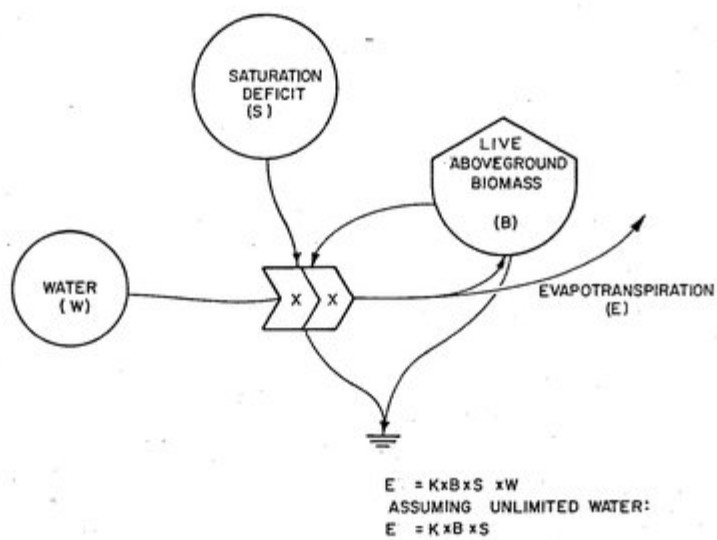 SATURATION
DEFICIT
(S)
LIVE
ABOVEGROUND
BIOMASS
(B)
WATER
(W)
X X
EVAPOTRANSPIRATION
(E)
E = K×B×S ×W
ASSUMING UNLIMITED WATER:
E = K×B×S